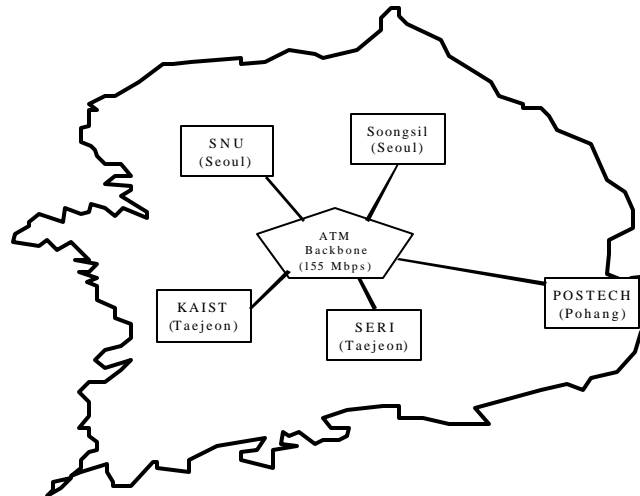 SNU
(Seoul)
Soongsil
(Seoul)
ATM
Backbone
(155 Mbps)
KAIST
(Taejeon)
SERI
(Taejeon)
POSTECH
(Pohang)